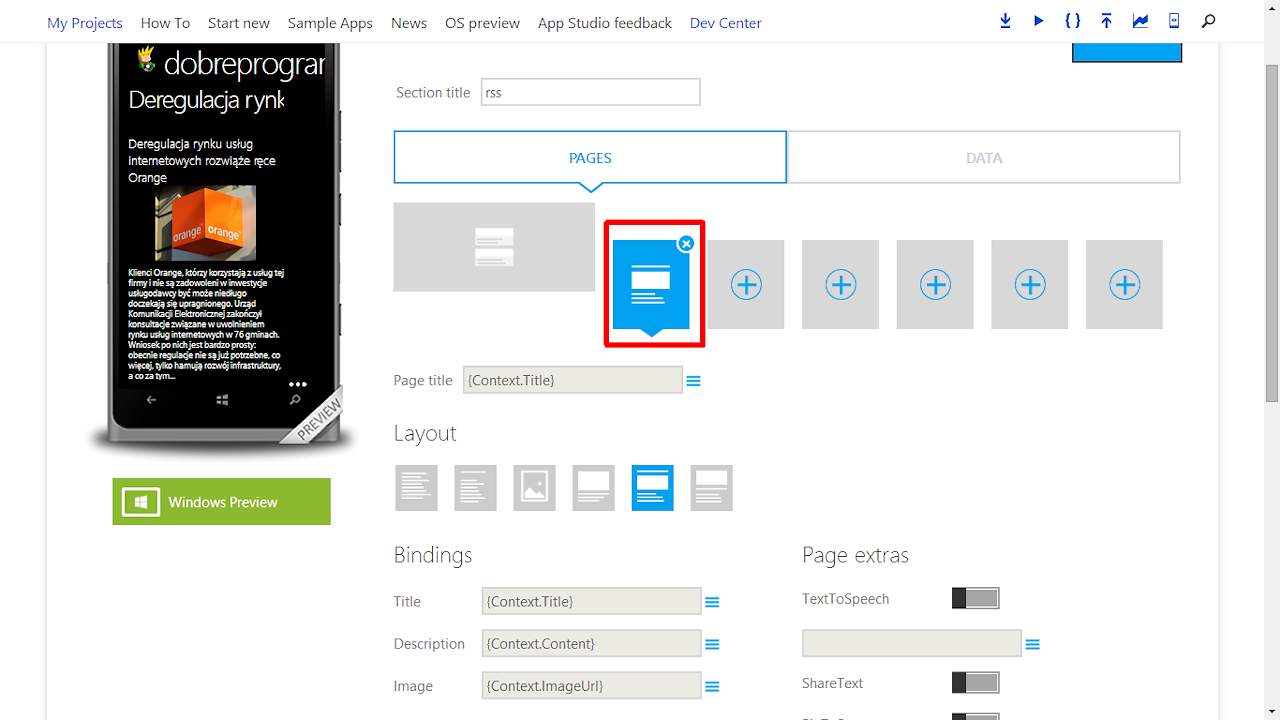 My Projects How To Start new Sample Apps News OS preview App Studio feedback Dev Center
dobreprogram
Deregulacja rynk
Deregulacja rynku usług
internetowych rozwiąże ręce
Orange
orange™ orange™
Klienci Orange, którzy korzystają z usług tej
firmy i nie są zadowoleni w inwestycje
usługodawcy być może niedługo
doczekają się upragnionego. Urząd
Komunikacji Elektronicznej zakończył
konsultacje związane w uwolnieniem
rynku usług internetowych w 76 gminach.
Wniosek po nich jest bardzo prosty:
obecnie regulacje nie są już potrzebne, co
więcej, tylko hamują rozwój infrastruktury,
a co za tym...
PREVIEW
Windows Preview
Section title rss
PAGES DATA
Page title {Context.Title}
Layout
Bindings
Title {Context.Title}
Description {Context.Content}
Image {Context.ImageUrl}
Page extras
TextToSpeech
ShareText